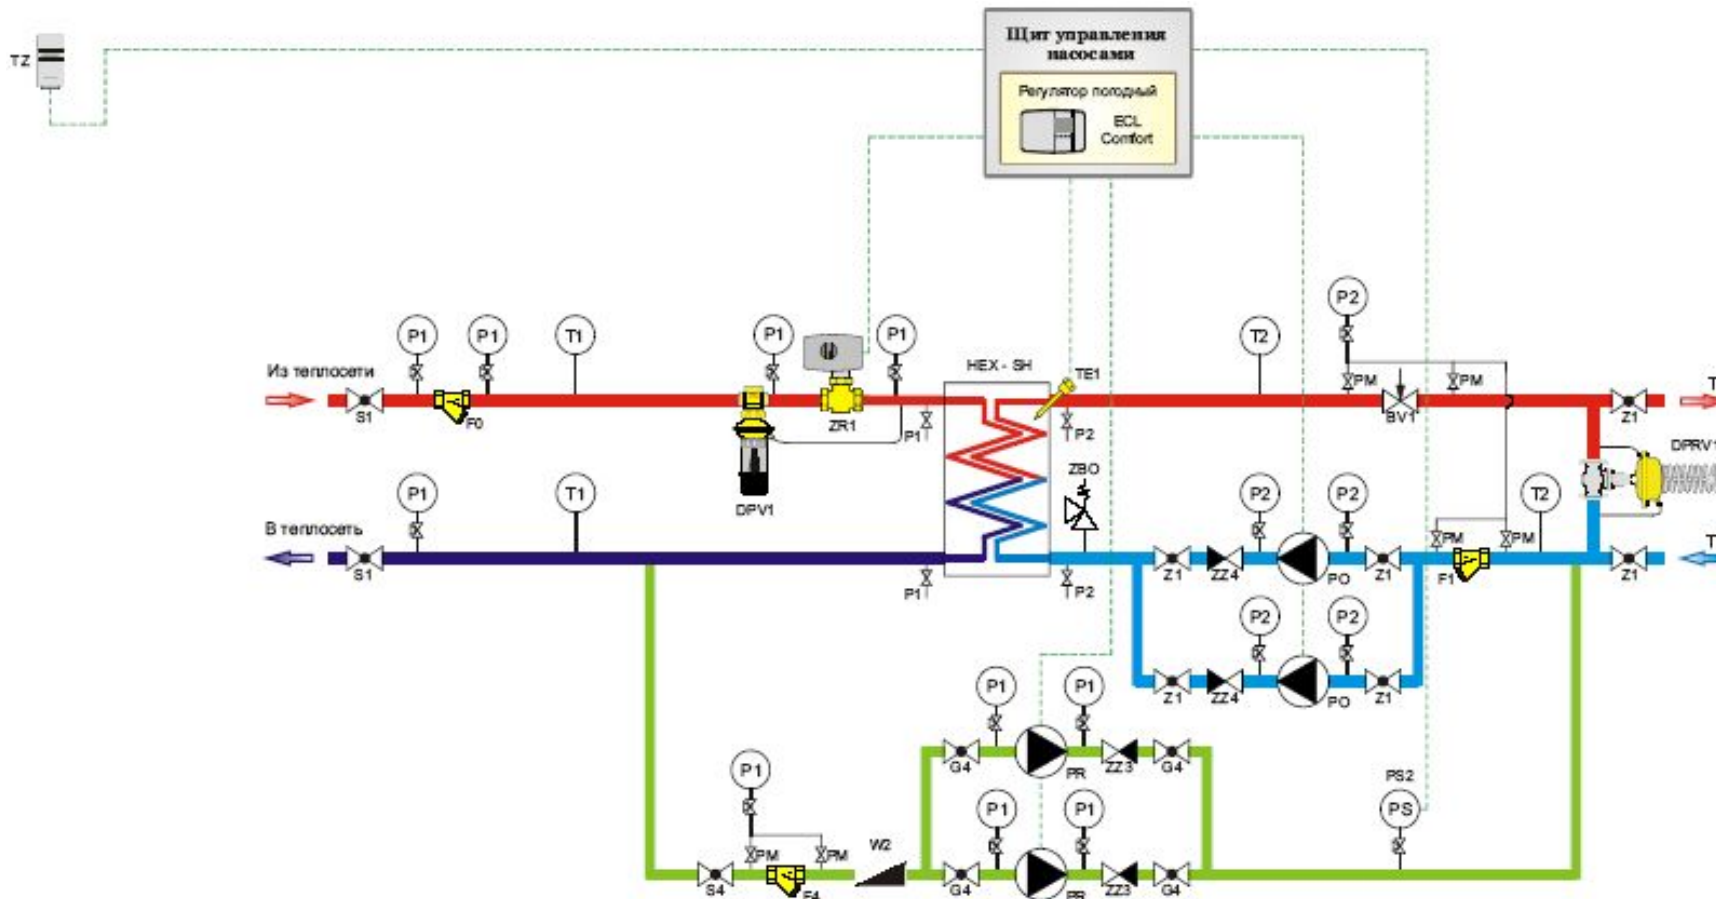 Щит управления
насосами
Регулятор погодный
ECL
Comfort
TZ
P2
P1
P1
T1
P1
P1
T2
Из теплосети
HEX - SH
TE1
PM
PM
S1
F0
ZR1
P1
P2
BV1
Z1
DPRV1
ZBO
P1
T1
DPV1
P2
P2
T2
В теплосеть
PM
PM
S1
P1
P2
Z1
ZZ4
PO
Z1
F1
Z1
P2
P2
Z1
ZZ4
PO
Z1
P1
P1
G4
PR
ZZ3
G4
P1
PS2
P1
P1
PS
PM
PM
W2
S4
F4
G4
PR
ZZ3
G4